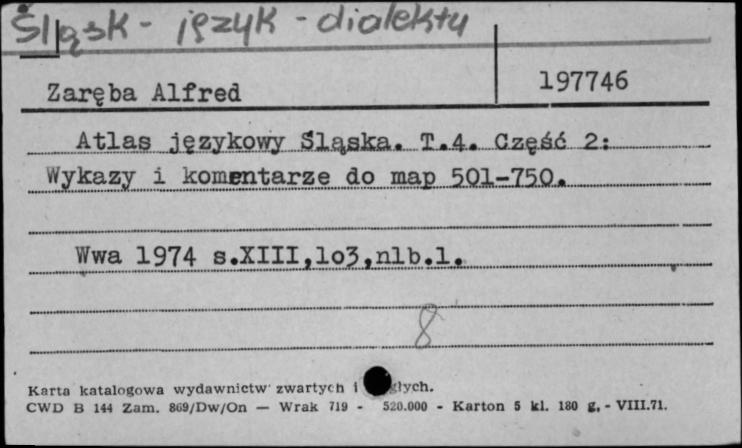 Śląsk - język - dialekty
Zaręba Alfred 197746
Atlas językowy Śląska. T.4. Część 2:
Wykazy i komentarze do map 501-750.
Wwa 1974 s.XIII,lo3,nlb.l.
8
Karta katalogowa wydawnictw zwartych i
CWD B 144 Zam. 869/Dw/On — Wrak 719 - 520.000 - Karton 5 kl. 180 g. - VIII.71.